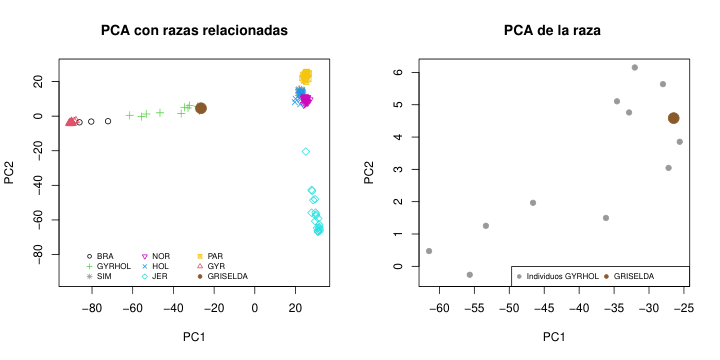 PCA con razas relacionadas
PC2
20
0
−20
−40
−60
−80
BRA NOR PAR
GYRHOL HOL GYR
SIM JER GRISELDA
−80 −60 −40 −20 0 20
PC1
PCA de la raza
PC2
6
5
4
3
2
1
0
Individuos GYRHOL GRISELDA
−60 −55 −50 −45 −40 −35 −30 −25
PC1